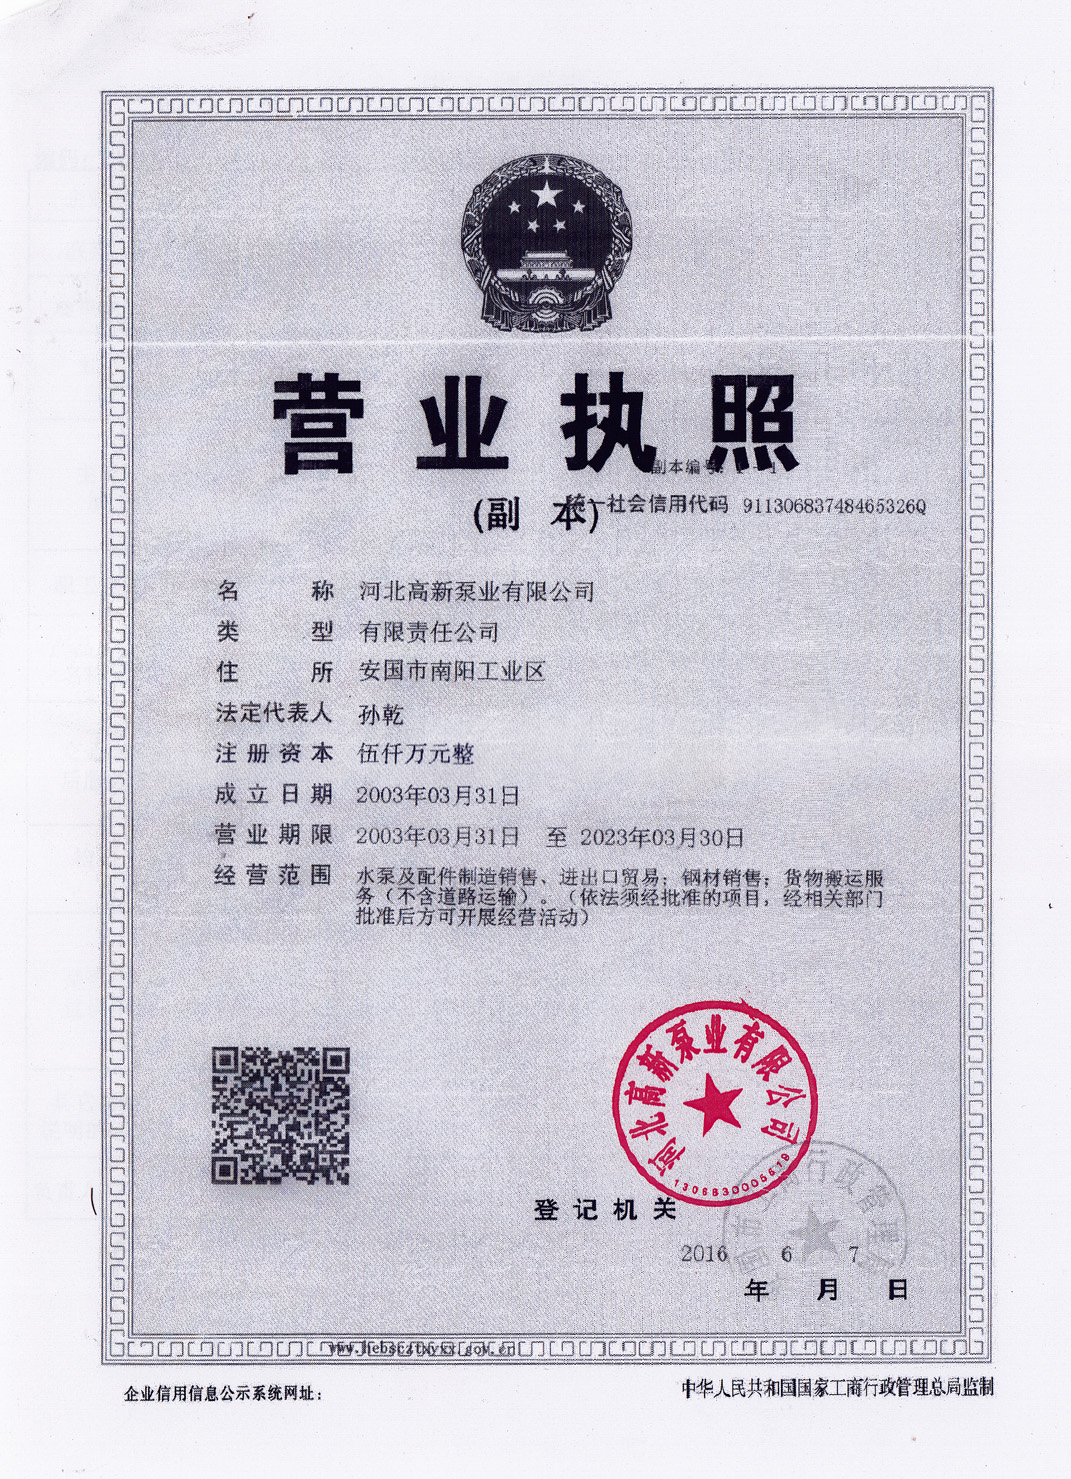 营业执照
副本编号：1-1
(副 本)
统一社会信用代码 91130683748465326Q
名称 河北高新泵业有限公司
类型 有限责任公司
住所 安国市南阳工业区
法定代表人 孙乾
注册资本 伍仟万元整
成立日期 2003年03月31日
营业期限 2003年03月31日 至 2023年03月30日
经营范围 水泵及配件制造销售、进出口贸易；钢材销售；货物搬运服
务（不含道路运输）。（依法须经批准的项目，经相关部门
批准后方可开展经营活动）
河北高新泵业有限公司
1306830005619
登记机关
行政管理
2016 6 7
年 月 日
www.hebscztxyxx.gov.cn
企业信用信息公示系统网址：
中华人民共和国国家工商行政管理总局监制